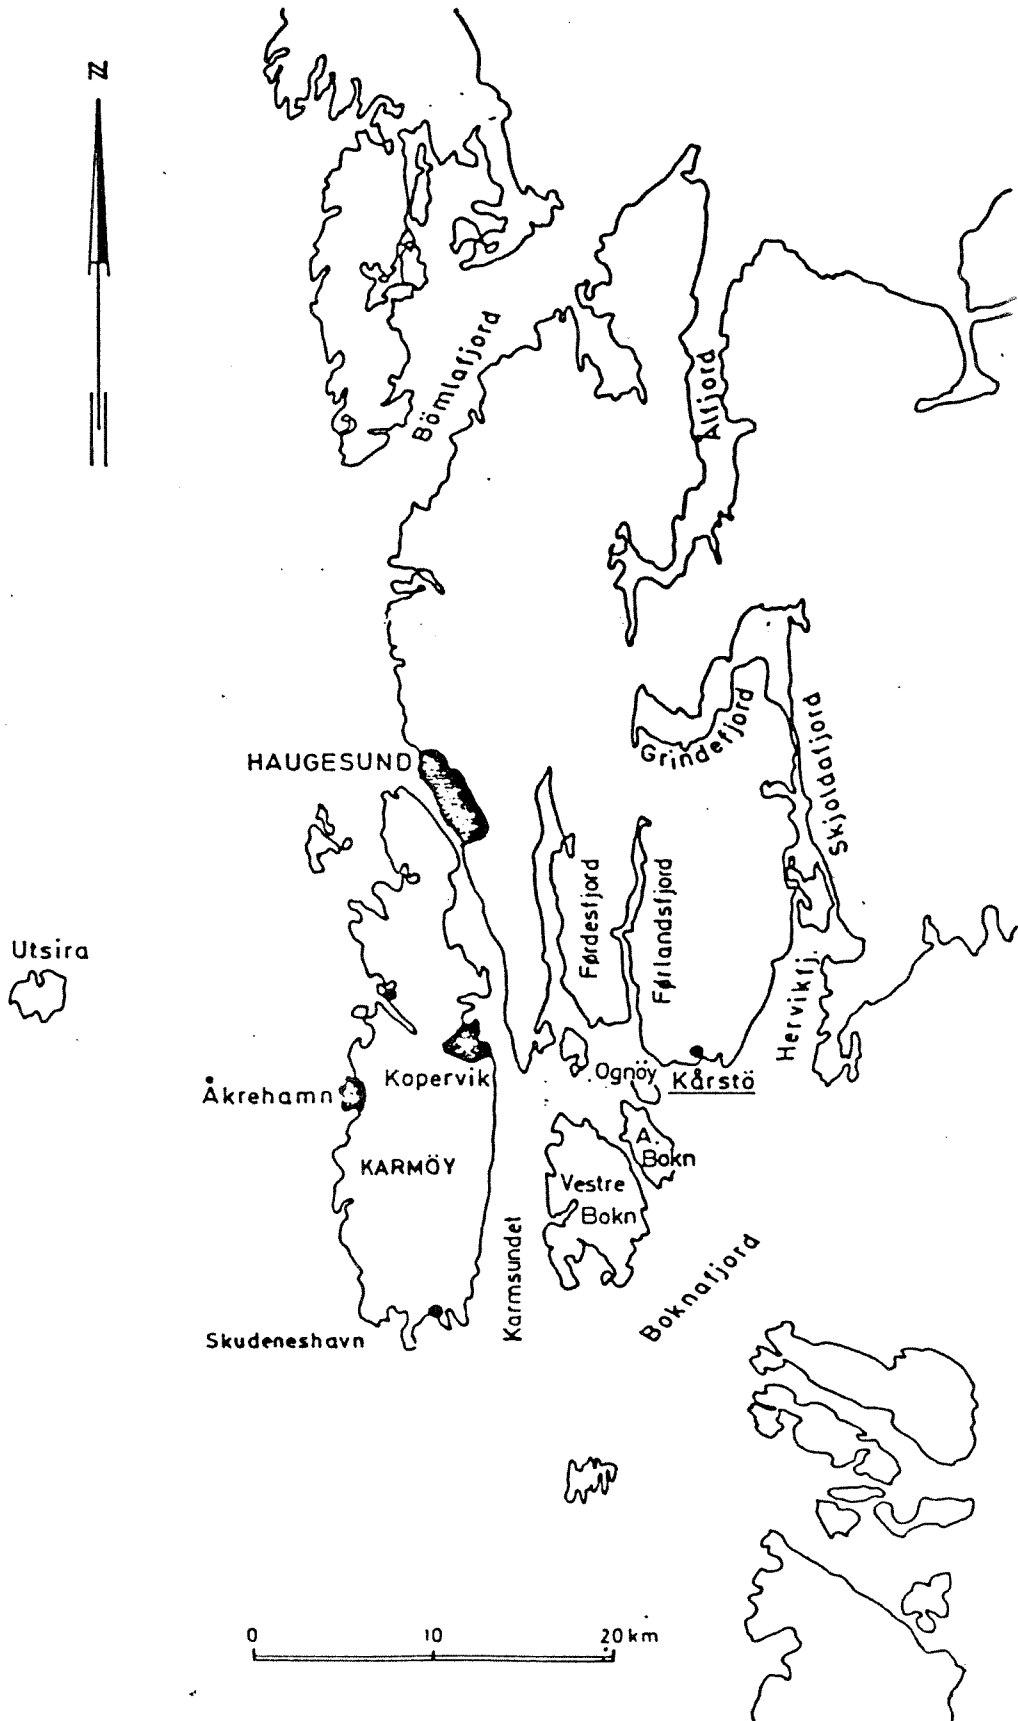 N
Bömlafjord
Ålfjord
Grindefjord
Skjoldafjord
HAUGESUND
Førdesfjord
Førlandsfjord
Utsira
Hervikfj.
Ognöy
Kårstö
Kopervik
Åkrehamn
A.
Bokn
KARMÖY
Vestre
Bokn
Karmsundet
Boknafjord
Skudeneshavn
0 10 20 km